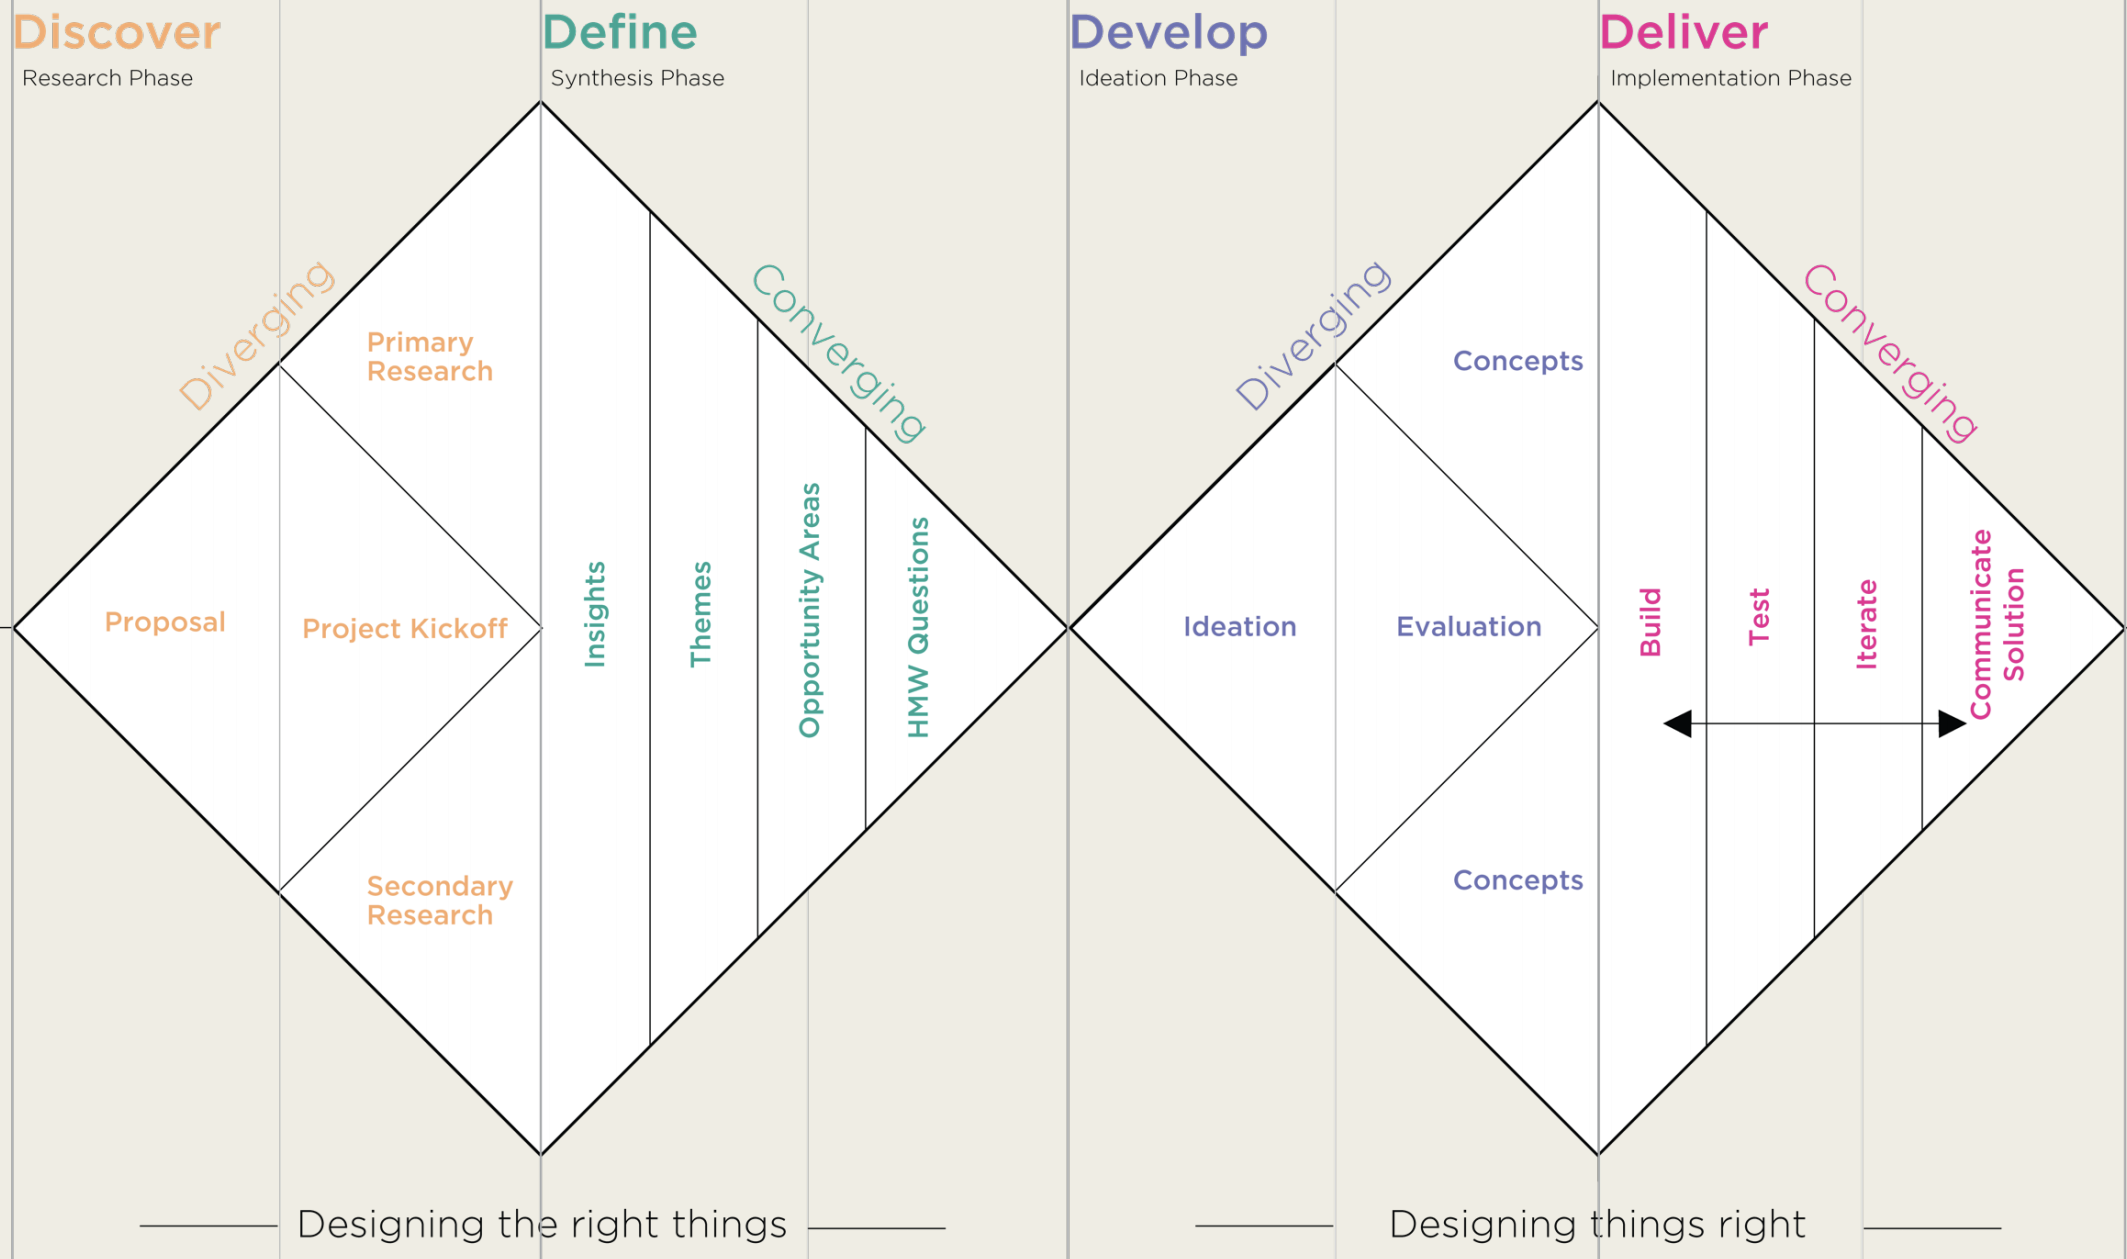 Discover
Research Phase
Define
Synthesis Phase
Develop
Ideation Phase
Deliver
Implementation Phase
Diverging
Primary
Research
Proposal
Project Kickoff
Secondary
Research
Converging
Insights
Themes
Opportunity Areas
HMW Questions
Diverging
Concepts
Ideation
Evaluation
Concepts
Converging
Build
Test
Iterate
Communicate
Solution
Designing the right things
Designing things right